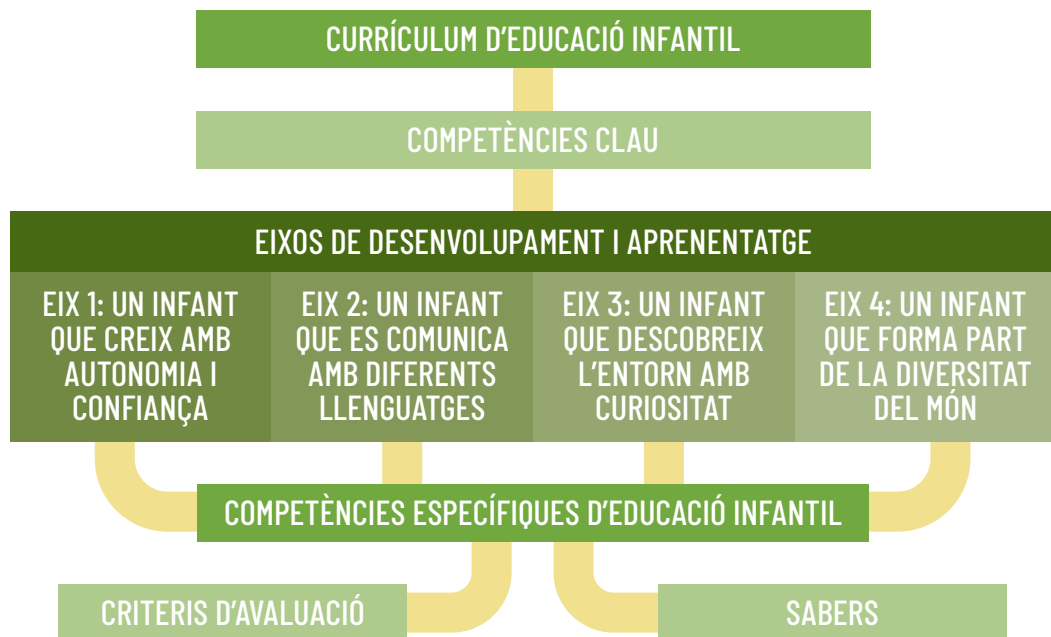 CURRÍCULUM D'EDUCACIÓ INFANTIL
COMPETÈNCIES CLAU
EIXOS DE DESENVOLUPAMENT I APRENENTATGE
EIX 1: UN INFANT
QUE CREIX AMB
AUTONOMIA I
CONFIANÇA
EIX 2: UN INFANT
QUE ES COMUNICA
AMB DIFERENTS
LLENGUATGES
EIX 3: UN INFANT
QUE DESCOBREIX
L'ENTORN AMB
CURIOSITAT
EIX 4: UN INFANT
QUE FORMA PART
DE LA DIVERSITAT
DEL MÓN
COMPETÈNCIES ESPECÍFIQUES D'EDUCACIÓ INFANTIL
CRITERIS D'AVALUACIÓ
SABERS